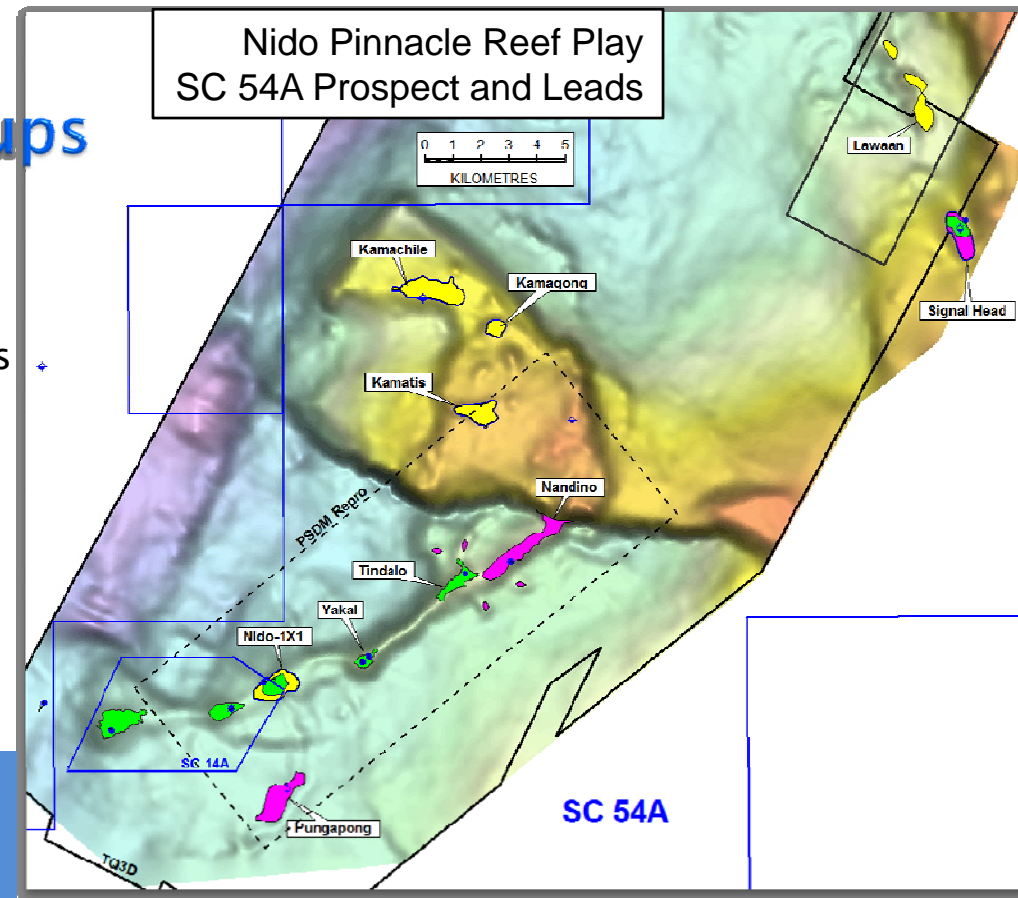 Nido Pinnacle Reef Play
SC 54A Prospect and Leads
ups
0 1 2 3 4 5
KILOMETRES
Lawaan
Kamachile
Kamagong
Signal Head
s
Kamatis
Nandino
PSDM Repro
Tindalo
Yakal
Nido-1X1
SC 14A
SC 54A
Pungapong
TQ3D